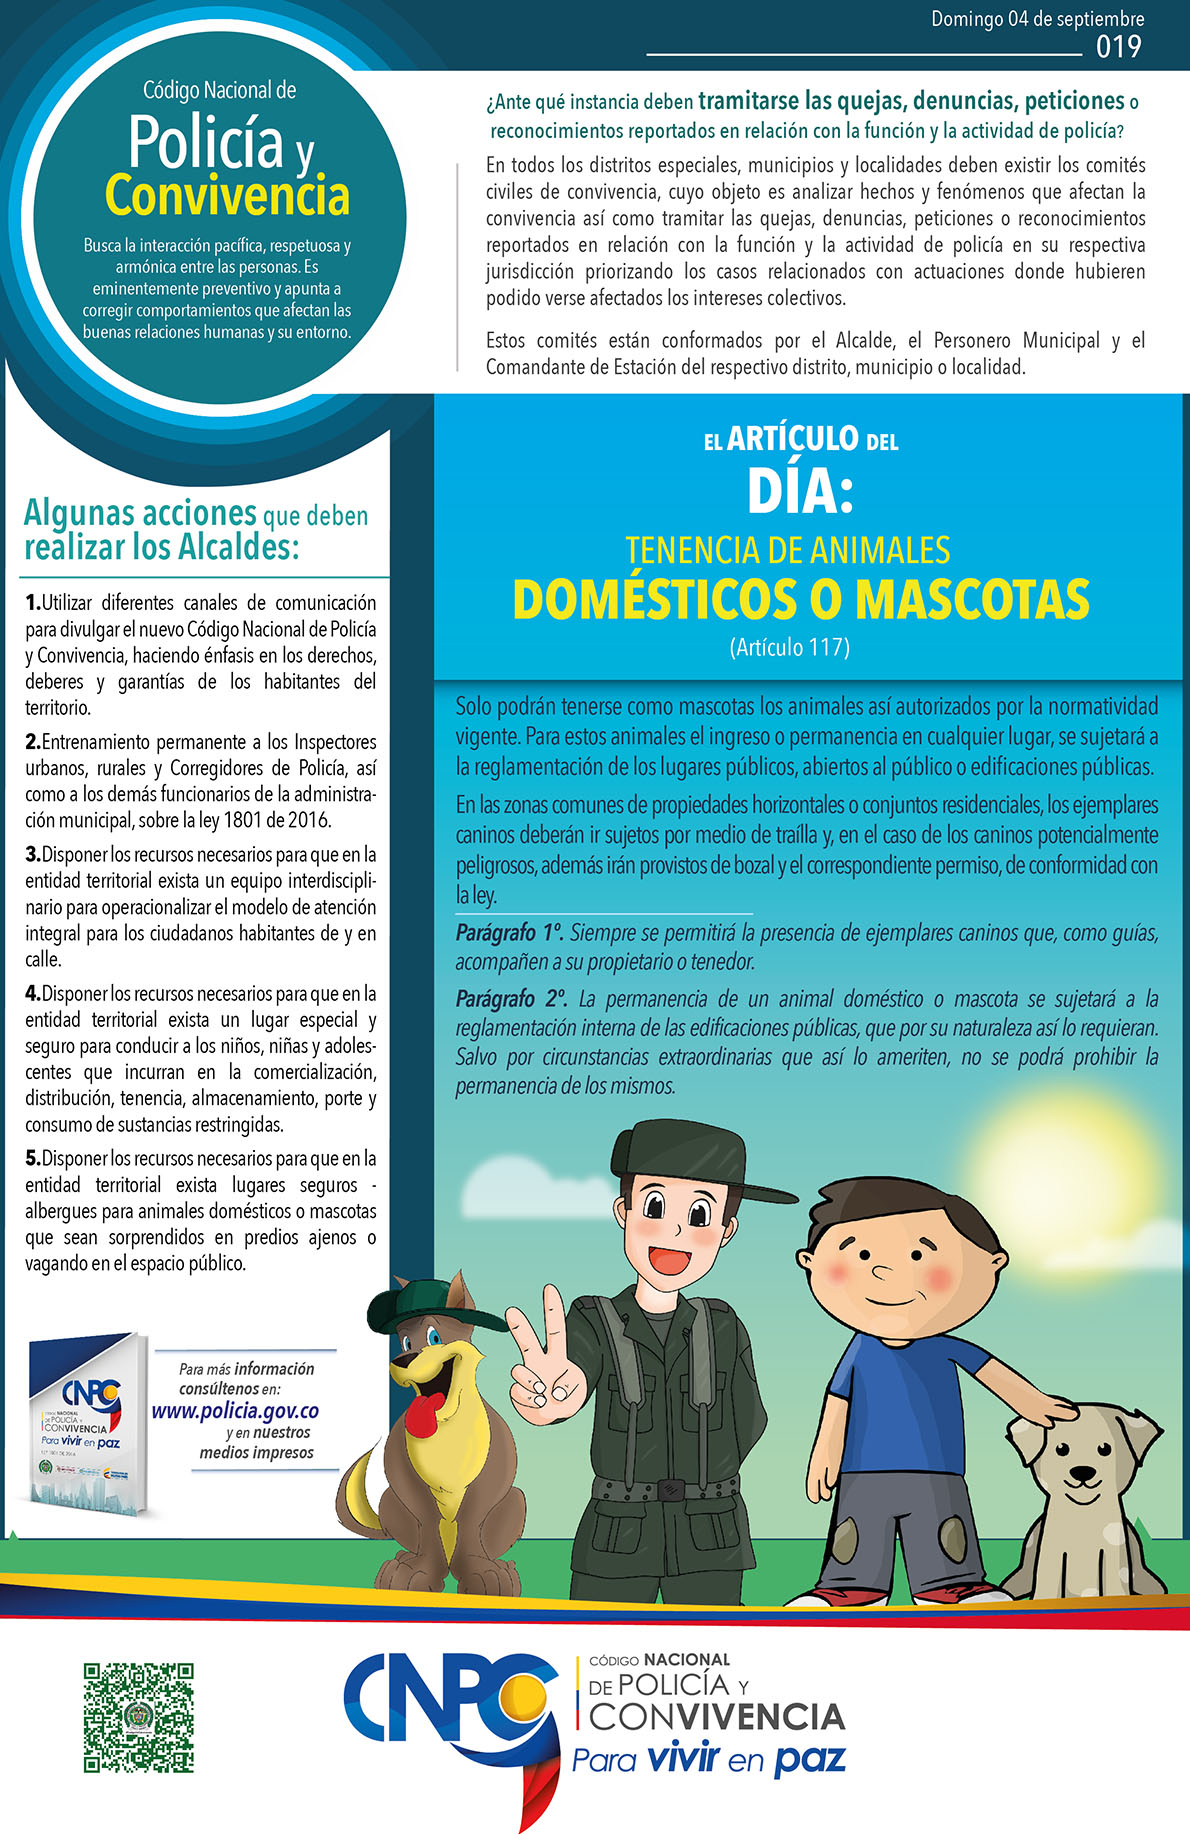 Domingo 04 de septiembre
019
Código Nacional de
Policía y
Convivencia
Busca la interacción pacífica, respetuosa y
armónica entre las personas. Es
eminentemente preventivo y apunta a
corregir comportamientos que afectan las
buenas relaciones humanas y su entorno.
¿Ante qué instancia deben tramitarse las quejas, denuncias, peticiones o
reconocimientos reportados en relación con la función y la actividad de policía?
En todos los distritos especiales, municipios y localidades deben existir los comités
civiles de convivencia, cuyo objeto es analizar hechos y fenómenos que afectan la
convivencia así como tramitar las quejas, denuncias, peticiones o reconocimientos
reportados en relación con la función y la actividad de policía en su respectiva
jurisdicción priorizando los casos relacionados con actuaciones donde hubieren
podido verse afectados los intereses colectivos.
Estos comités están conformados por el Alcalde, el Personero Municipal y el
Comandante de Estación del respectivo distrito, municipio o localidad.
Algunas acciones que deben
realizar los Alcaldes:
1.Utilizar diferentes canales de comunicación
para divulgar el nuevo Código Nacional de Policía
y Convivencia, haciendo énfasis en los derechos,
deberes y garantías de los habitantes del
territorio.
2.Entrenamiento permanente a los Inspectores
urbanos, rurales y Corregidores de Policía, así
como a los demás funcionarios de la administra-
ción municipal, sobre la ley 1801 de 2016.
3.Disponer los recursos necesarios para que en la
entidad territorial exista un equipo interdiscipli-
nario para operacionalizar el modelo de atención
integral para los ciudadanos habitantes de y en
calle.
4.Disponer los recursos necesarios para que en la
entidad territorial exista un lugar especial y
seguro para conducir a los niños, niñas y adoles-
centes que incurran en la comercialización,
distribución, tenencia, almacenamiento, porte y
consumo de sustancias restringidas.
5.Disponer los recursos necesarios para que en la
entidad territorial exista lugares seguros -
albergues para animales domésticos o mascotas
que sean sorprendidos en predios ajenos o
vagando en el espacio público.
EL ARTÍCULO DEL
DÍA:
TENENCIA DE ANIMALES
DOMÉSTICOS O MASCOTAS
(Artículo 117)
Solo podrán tenerse como mascotas los animales así autorizados por la normatividad
vigente. Para estos animales el ingreso o permanencia en cualquier lugar, se sujetará a
la reglamentación de los lugares públicos, abiertos al público o edificaciones públicas.
En las zonas comunes de propiedades horizontales o conjuntos residenciales, los ejemplares
caninos deberán ir sujetos por medio de traílla y, en el caso de los caninos potencialmente
peligrosos, además irán provistos de bozal y el correspondiente permiso, de conformidad con
la ley.
Parágrafo 1º. Siempre se permitirá la presencia de ejemplares caninos que, como guías,
acompañen a su propietario o tenedor.
Parágrafo 2º. La permanencia de un animal doméstico o mascota se sujetará a la
reglamentación interna de las edificaciones públicas, que por su naturaleza así lo requieran.
Salvo por circunstancias extraordinarias que así lo ameriten, no se podrá prohibir la
permanencia de los mismos.
CNPC
CÓDIGO NACIONAL
DE POLICÍA Y
CONVIVENCIA
Para vivir en paz
Para más información
consúltenos en:
www.policia.gov.co
y en nuestros
medios impresos
CNPC
CÓDIGO NACIONAL
DE POLICÍA Y
CONVIVENCIA
Para vivir en paz